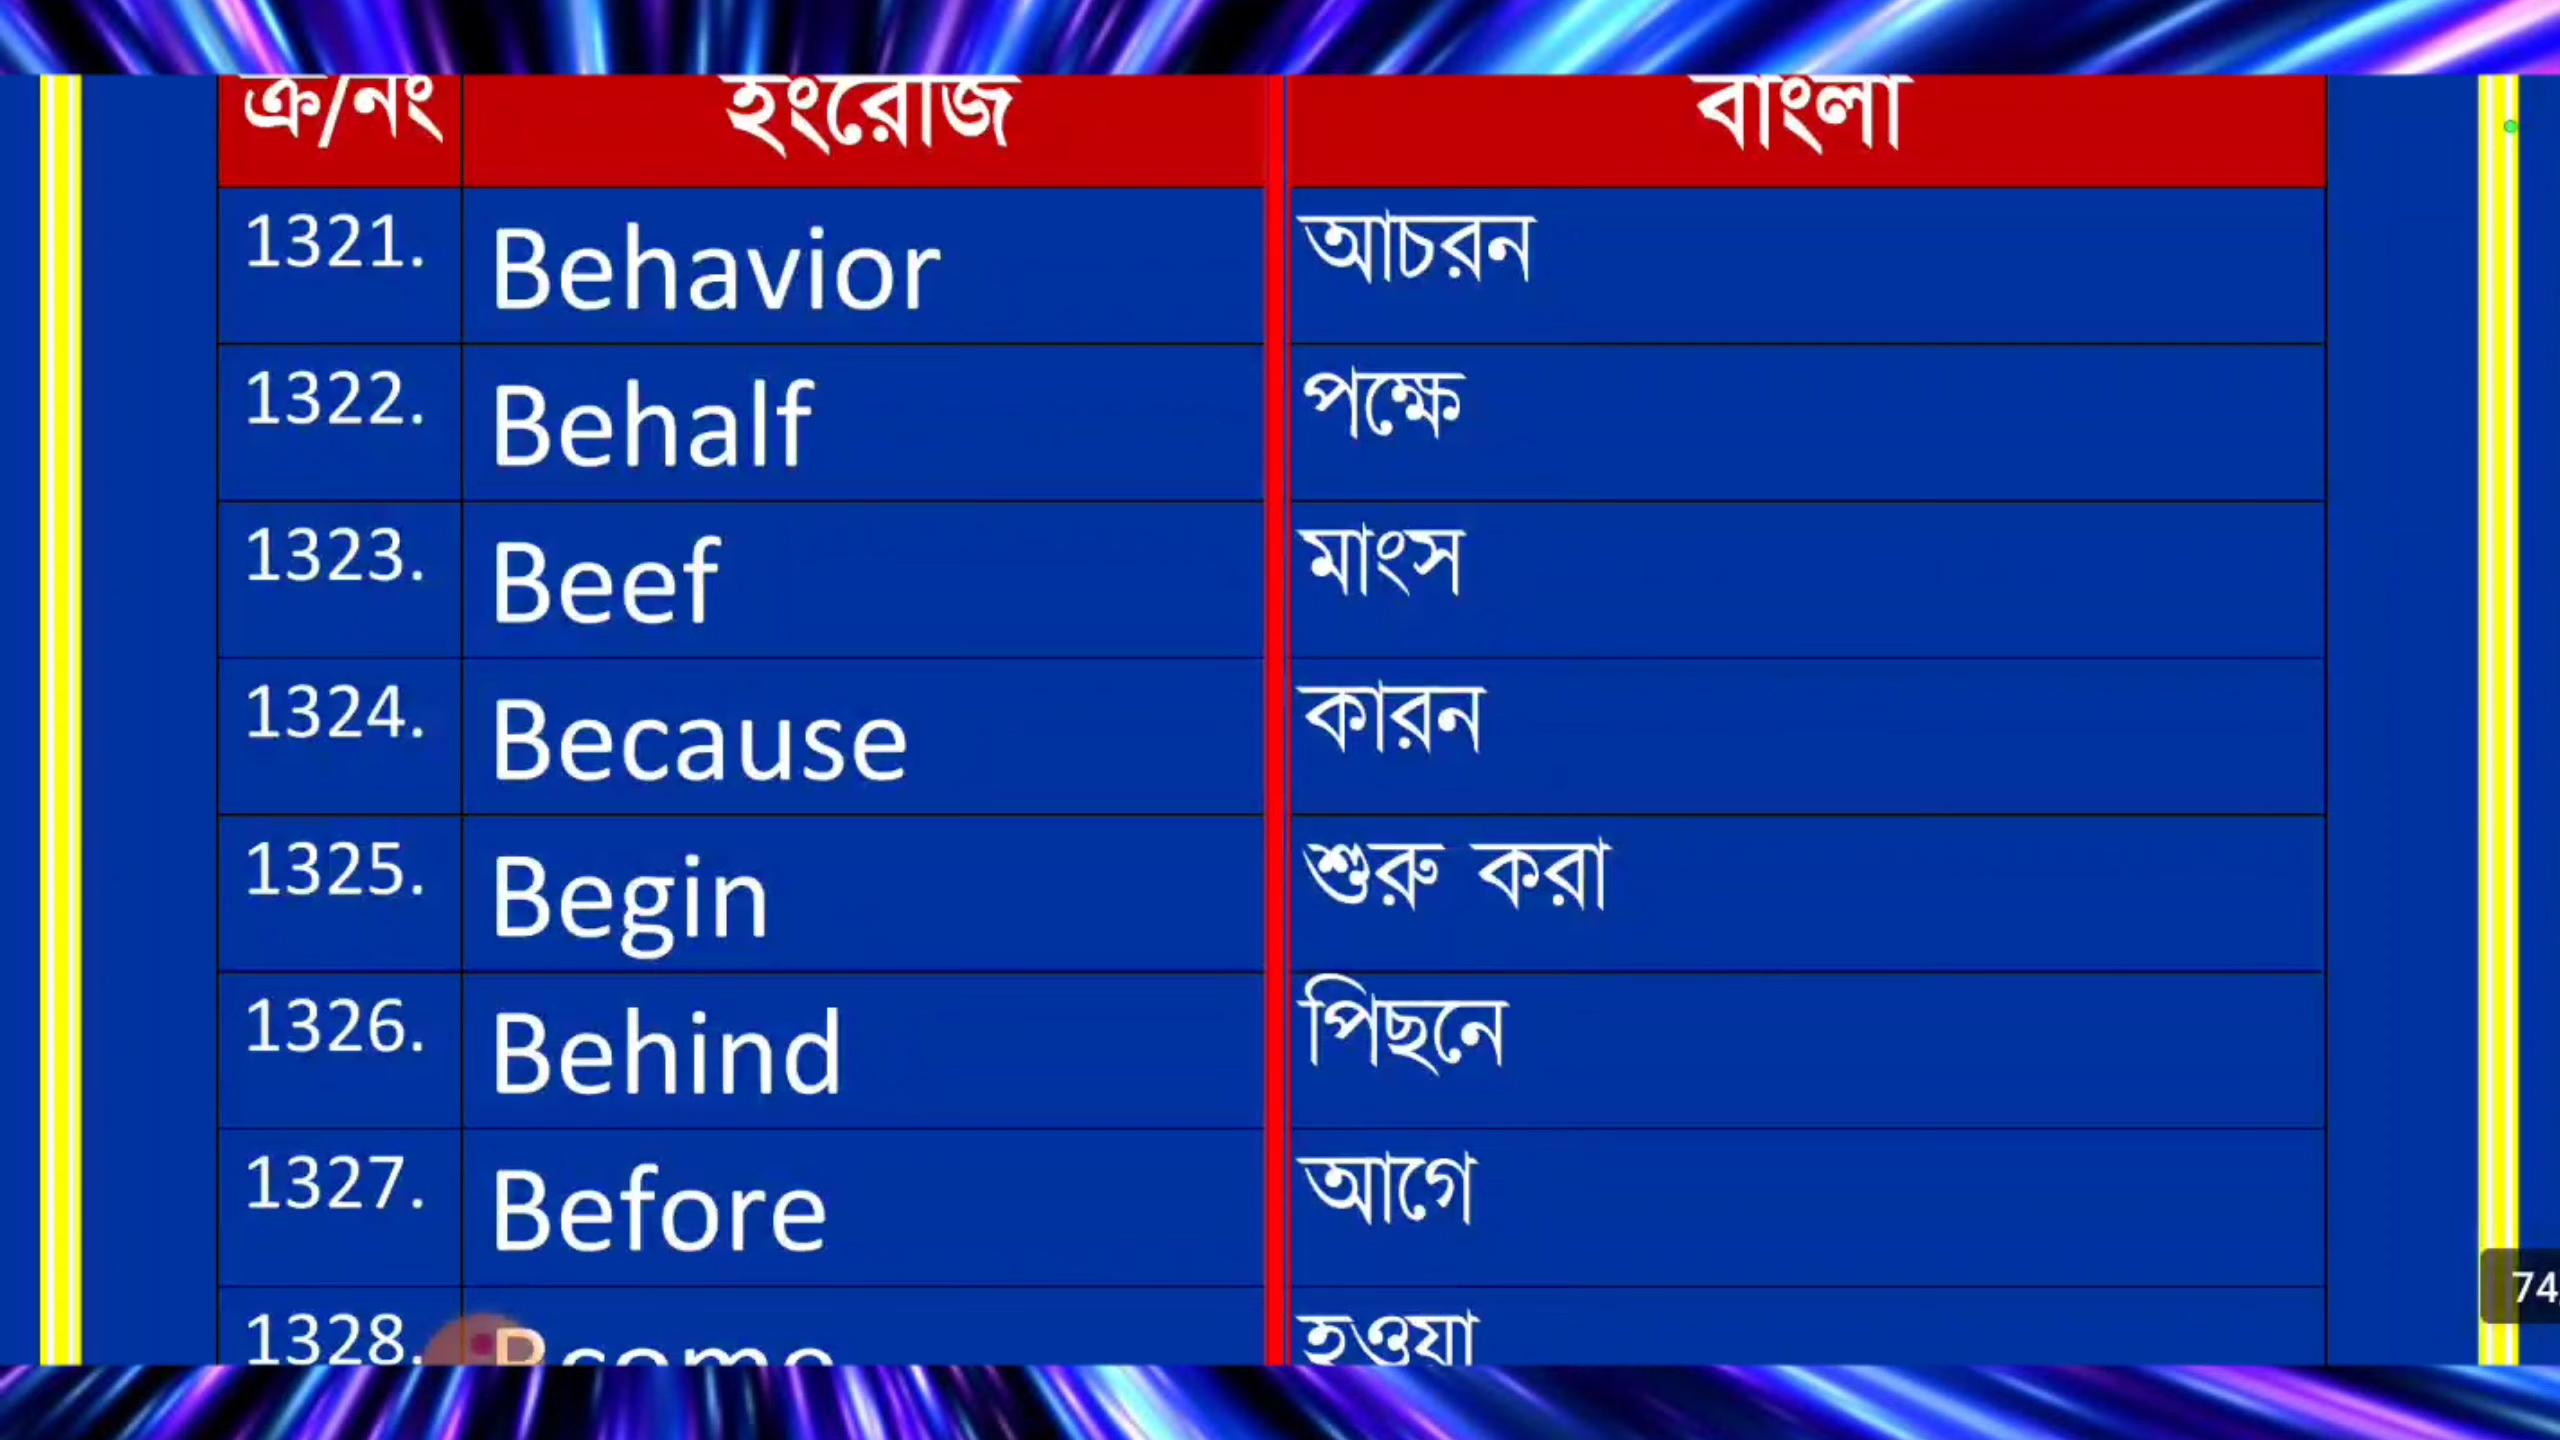 ক্র/নং ইংরেজি বাংলা
1321. Behavior আচরন
1322. Behalf পক্ষে
1323. Beef মাংস
1324. Because কারন
1325. Begin শুরু করা
1326. Behind পিছনে
1327. Before আগে
1328. Bcome হওয়া
74